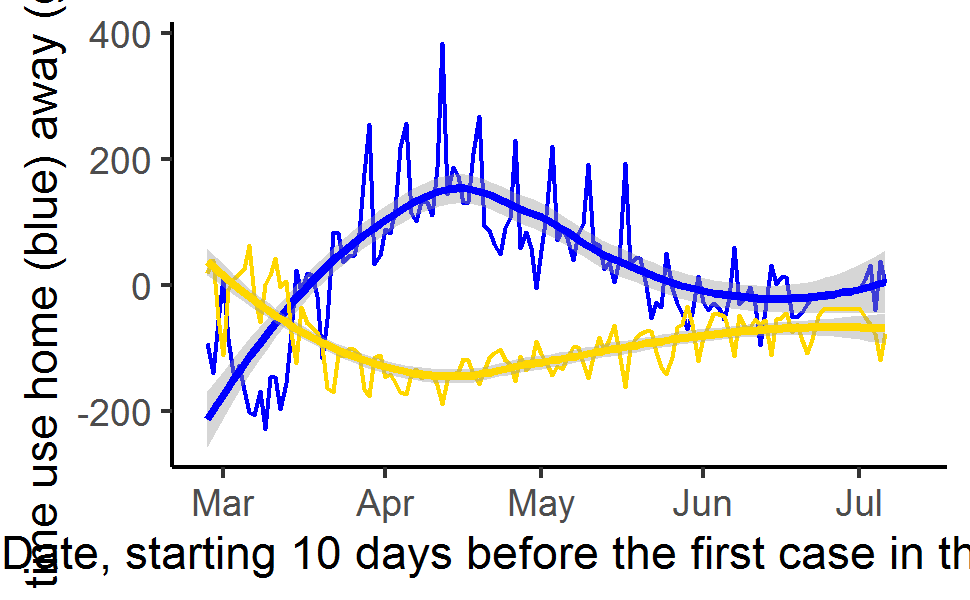 time use home (blue) away (
400
200
0
-200
Mar Apr May Jun Jul
Date, starting 10 days before the first case in th